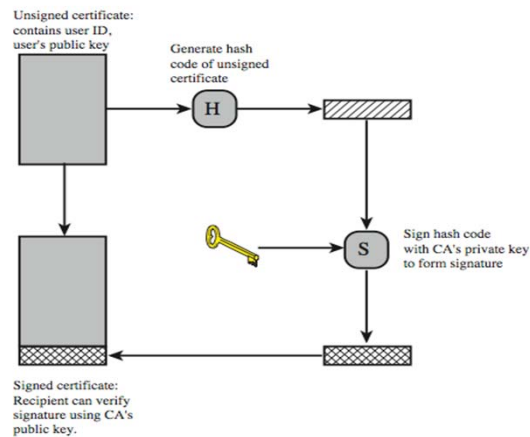 Unsigned certificate:
contains user ID,
user's public key
Generate hash
code of unsigned
certificate
H
S
Sign hash code
with CA's private key
to form signature
Signed certificate:
Recipient can verify
signature using CA's
public key.